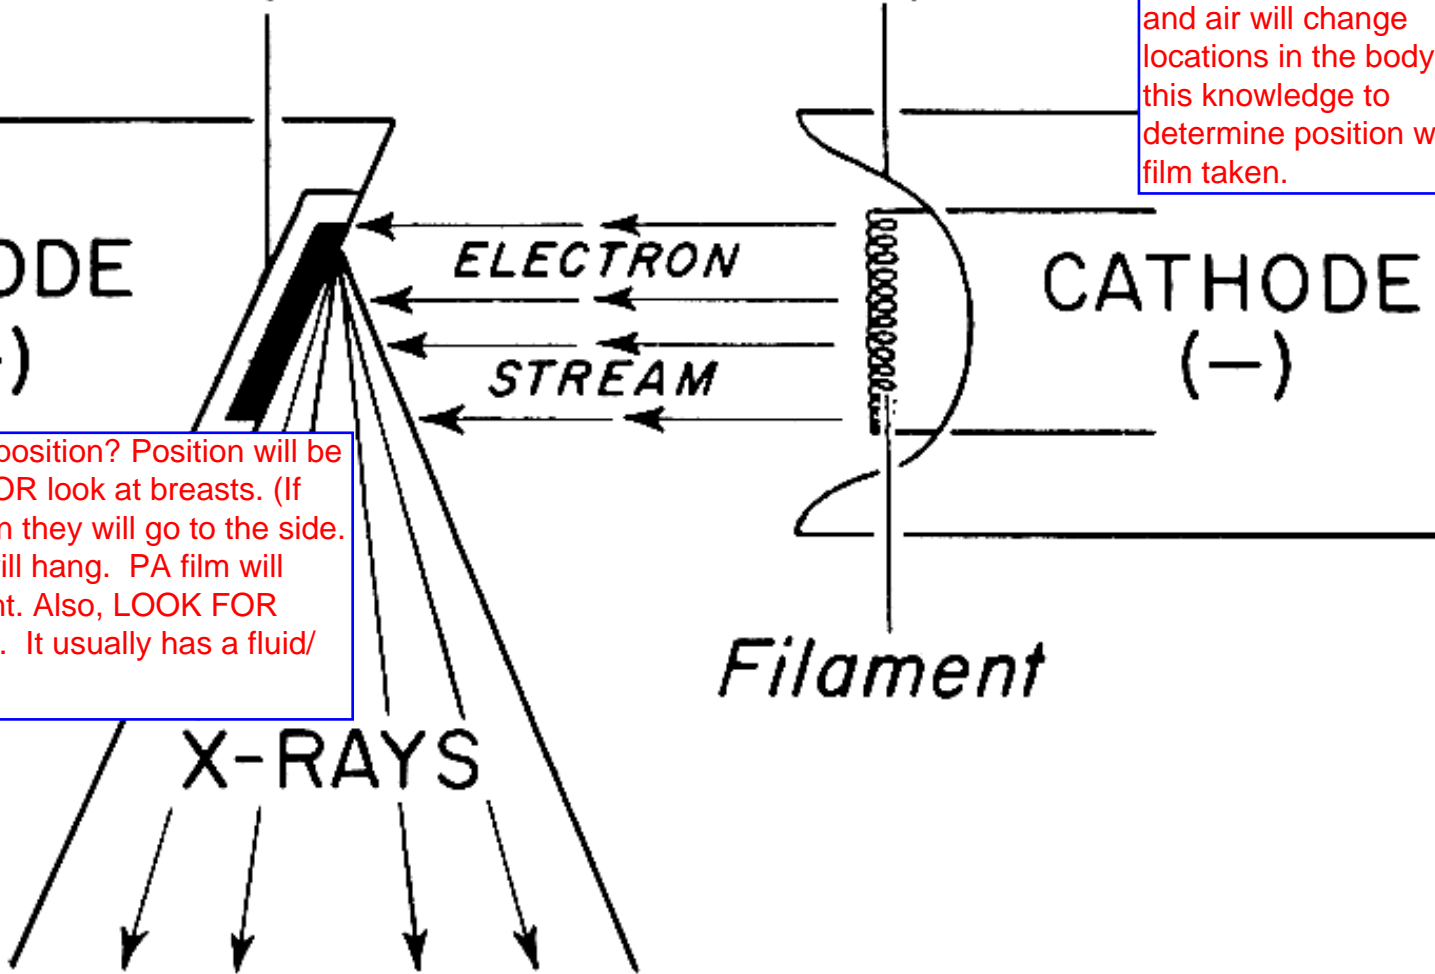 and air will change
locations in the body
this knowledge to
determine position w
film taken.
ODE
CATHODE
(—)
ELECTRON
STREAM
position? Position will be
OR look at breasts. (If
n they will go to the side.
ill hang.  PA film will
nt. Also, LOOK FOR
.  It usually has a fluid/
Filament
X-RAYS